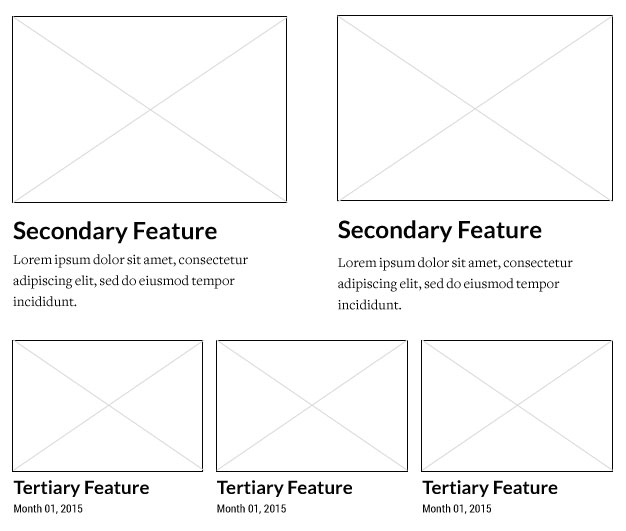 Secondary Feature
Lorem ipsum dolor sit amet, consectetur
adipiscing elit, sed do eiusmod tempor
incididunt.
Secondary Feature
Lorem ipsum dolor sit amet, consectetur
adipiscing elit, sed do eiusmod tempor
incididunt.
Tertiary Feature
Month 01, 2015
Tertiary Feature
Month 01, 2015
Tertiary Feature
Month 01, 2015